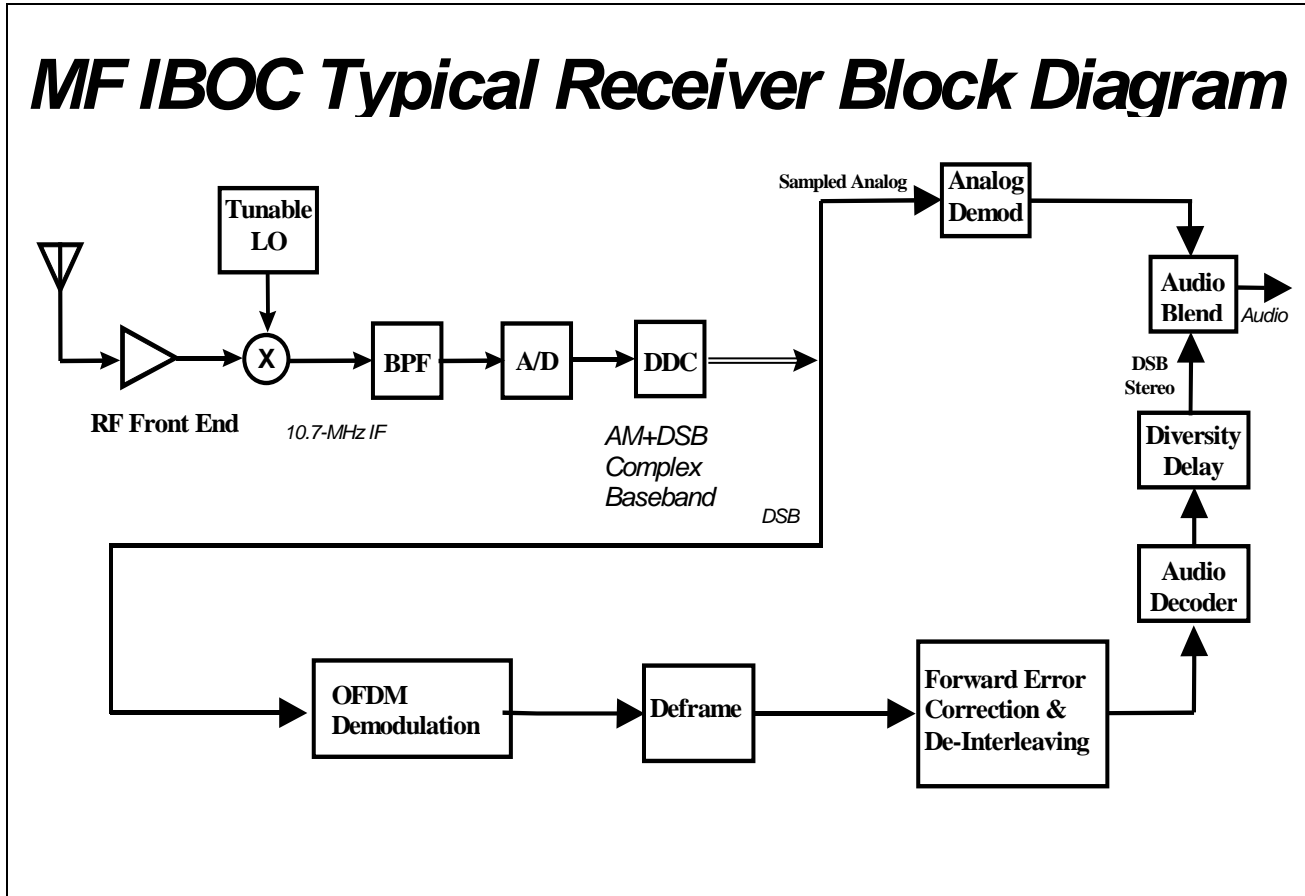 MF IBOC Typical Receiver Block Diagram
Sampled Analog
Analog
Demod
Tunable
LO
X
BPF
A/D
DDC
Audio
Blend
Audio
RF Front End
10.7-MHz IF
AM+DSB
Complex
Baseband
DSB
DSB
Stereo
Diversity
Delay
Audio
Decoder
OFDM
Demodulation
Deframe
Forward Error
Correction &
De-Interleaving